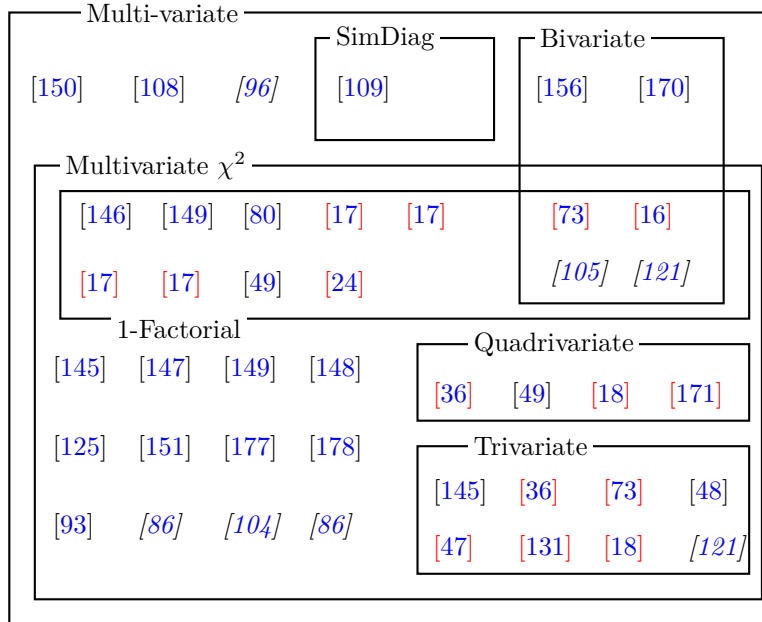 Multi-variate
SimDiag Bivariate
[150] [108] [96] [109] [156] [170]
Multivariate χ²
[146] [149] [80] [17] [17] [73] [16]
[105] [121]
[17] [17] [49] [24]
1-Factorial
Quadrivariate
[145] [147] [149] [148]
[36] [49] [18] [171]
[125] [151] [177] [178]
Trivariate
[145] [36] [73] [48]
[93] [86] [104] [86]
[47] [131] [18] [121]